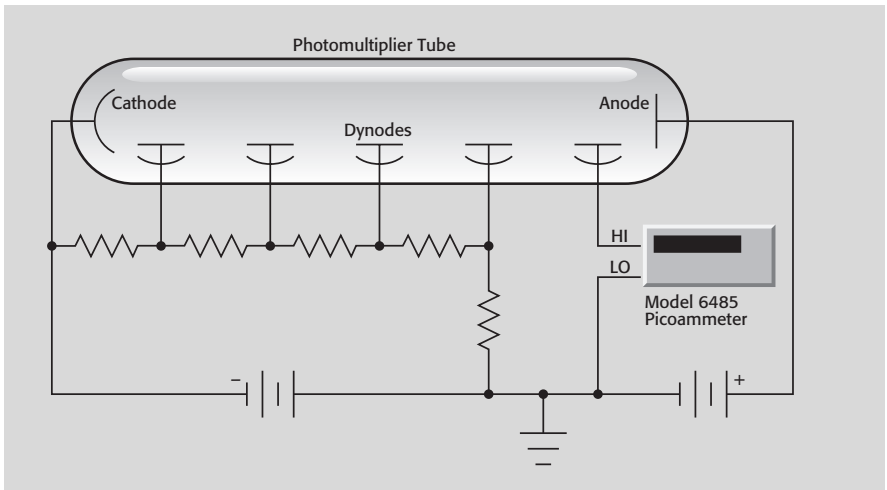 Photomultiplier Tube
Cathode
Anode
Dynodes
HI
LO
Model 6485
Picoammeter
–
+